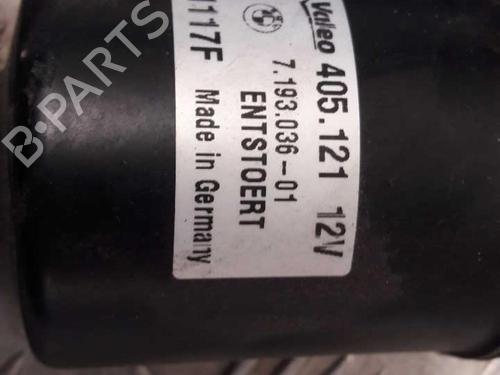 Valeo 405.121 12V
7.193.036-01
ENTSTOERT
1117F Made in Germany
B-PARTS